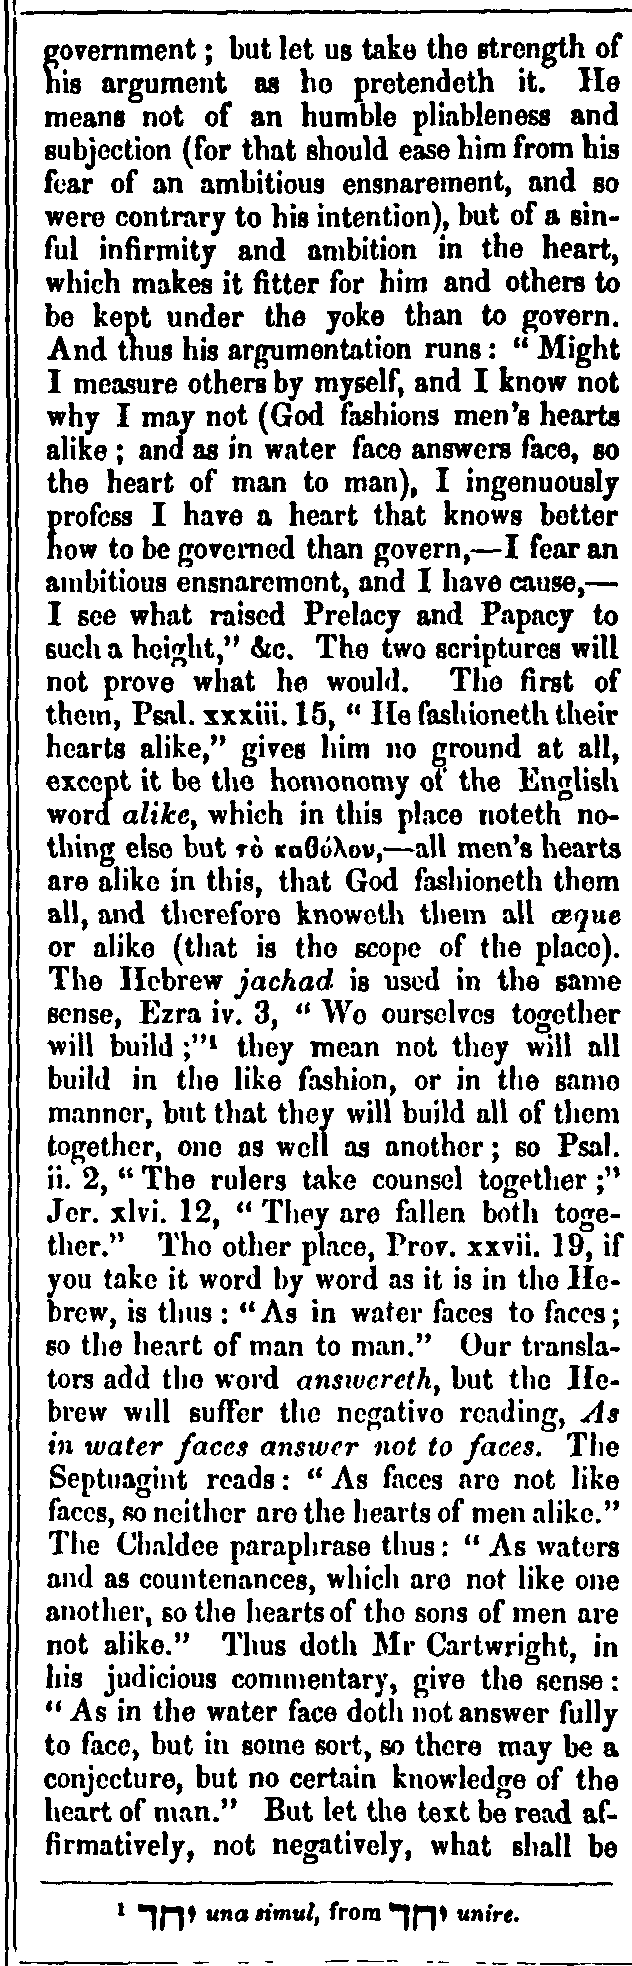 government ; but let us take the strength of
his argument as he pretendeth it. He
means not of an humble pliableness and
subjection (for that should ease him from his
fear of an ambitious ensnarement, and so
were contrary to his intention), but of a sin-
ful infirmity and ambition in the heart,
which makes it fitter for him and others to
be kept under the yoke than to govern.
And thus his argumentation runs : “ Might
I measure others by myself, and I know not
why I may not (God fashions men’s hearts
alike ; and as in water face answers face, so
the heart of man to man), I ingenuously
profess I have a heart that knows better
how to be governed than govern,—I fear an
ambitious ensnarement, and I have cause,—
I see what raised Prelacy and Papacy to
such a height,” &c. The two scriptures will
not prove what he would. The first of
them, Psal. xxxiii. 15, “ He fashioneth their
hearts alike,” gives him no ground at all,
except it be the homonomy of the English
word alike, which in this place noteth no-
thing else but τὸ καθύλου,—all men’s hearts
are alike in this, that God fashioneth them
all, and therefore knoweth them all æque
or alike (that is the scope of the place).
The Hebrew jachad is used in the same
sense, Ezra iv. 3, “ We ourselves together
will build ;”¹ they mean not they will all
build in the like fashion, or in the same
manner, but that they will build all of them
together, one as well as another ; so Psal.
ii. 2, “ The rulers take counsel together ;”
Jer. xlvi. 12, “ They are fallen both toge-
ther.” The other place, Prov. xxvii. 19, if
you take it word by word as it is in the He-
brew, is thus : “ As in water faces to faces ;
so the heart of man to man.” Our transla-
tors add the word answereth, but the He-
brew will suffer the negative reading, As
in water faces answer not to faces. The
Septuagint reads : “ As faces are not like
faces, so neither are the hearts of men alike.”
The Chaldee paraphrase thus : “ As waters
and as countenances, which are not like one
another, so the hearts of the sons of men are
not alike.” Thus doth Mr Cartwright, in
his judicious commentary, give the sense :
“ As in the water face doth not answer fully
to face, but in some sort, so there may be a
conjecture, but no certain knowledge of the
heart of man.” But let the text be read af-
firmatively, not negatively, what shall be
¹ יחד una simul, from יחד unire.